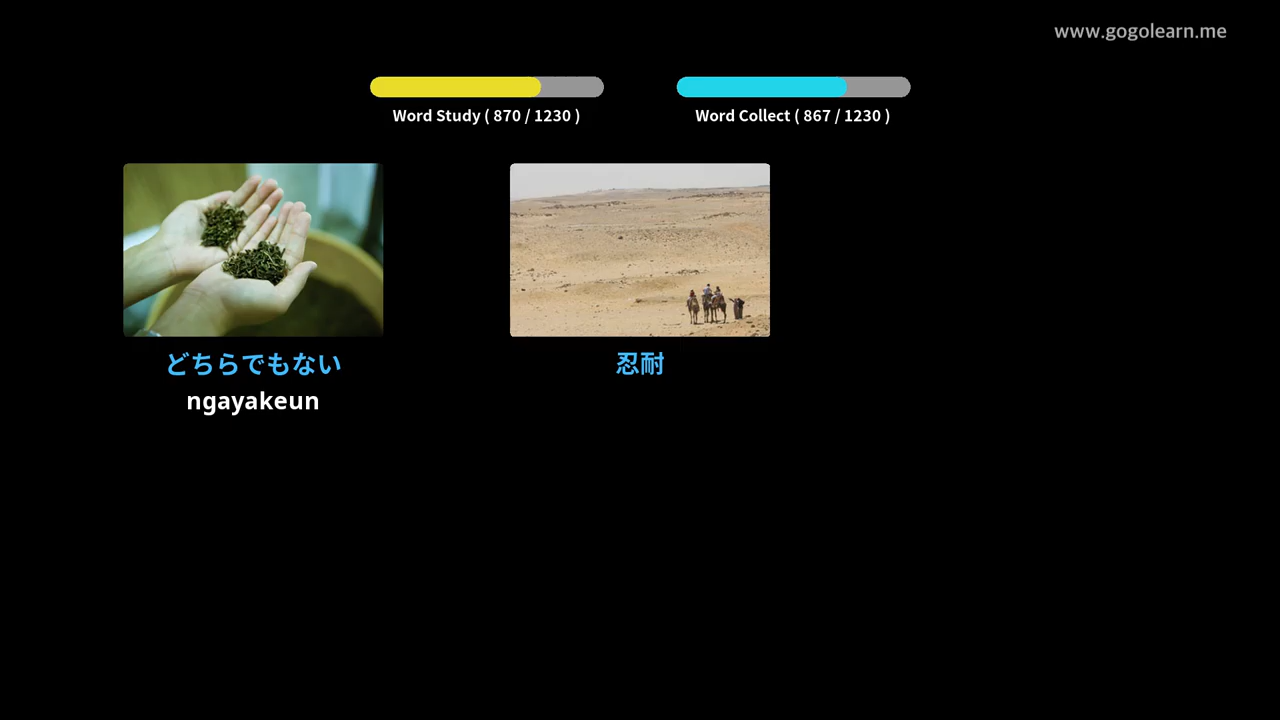 www.gogolearn.me
Word Study ( 870 / 1230 )
Word Collect ( 867 / 1230 )
どちらでもない
ngayakeun
忍耐